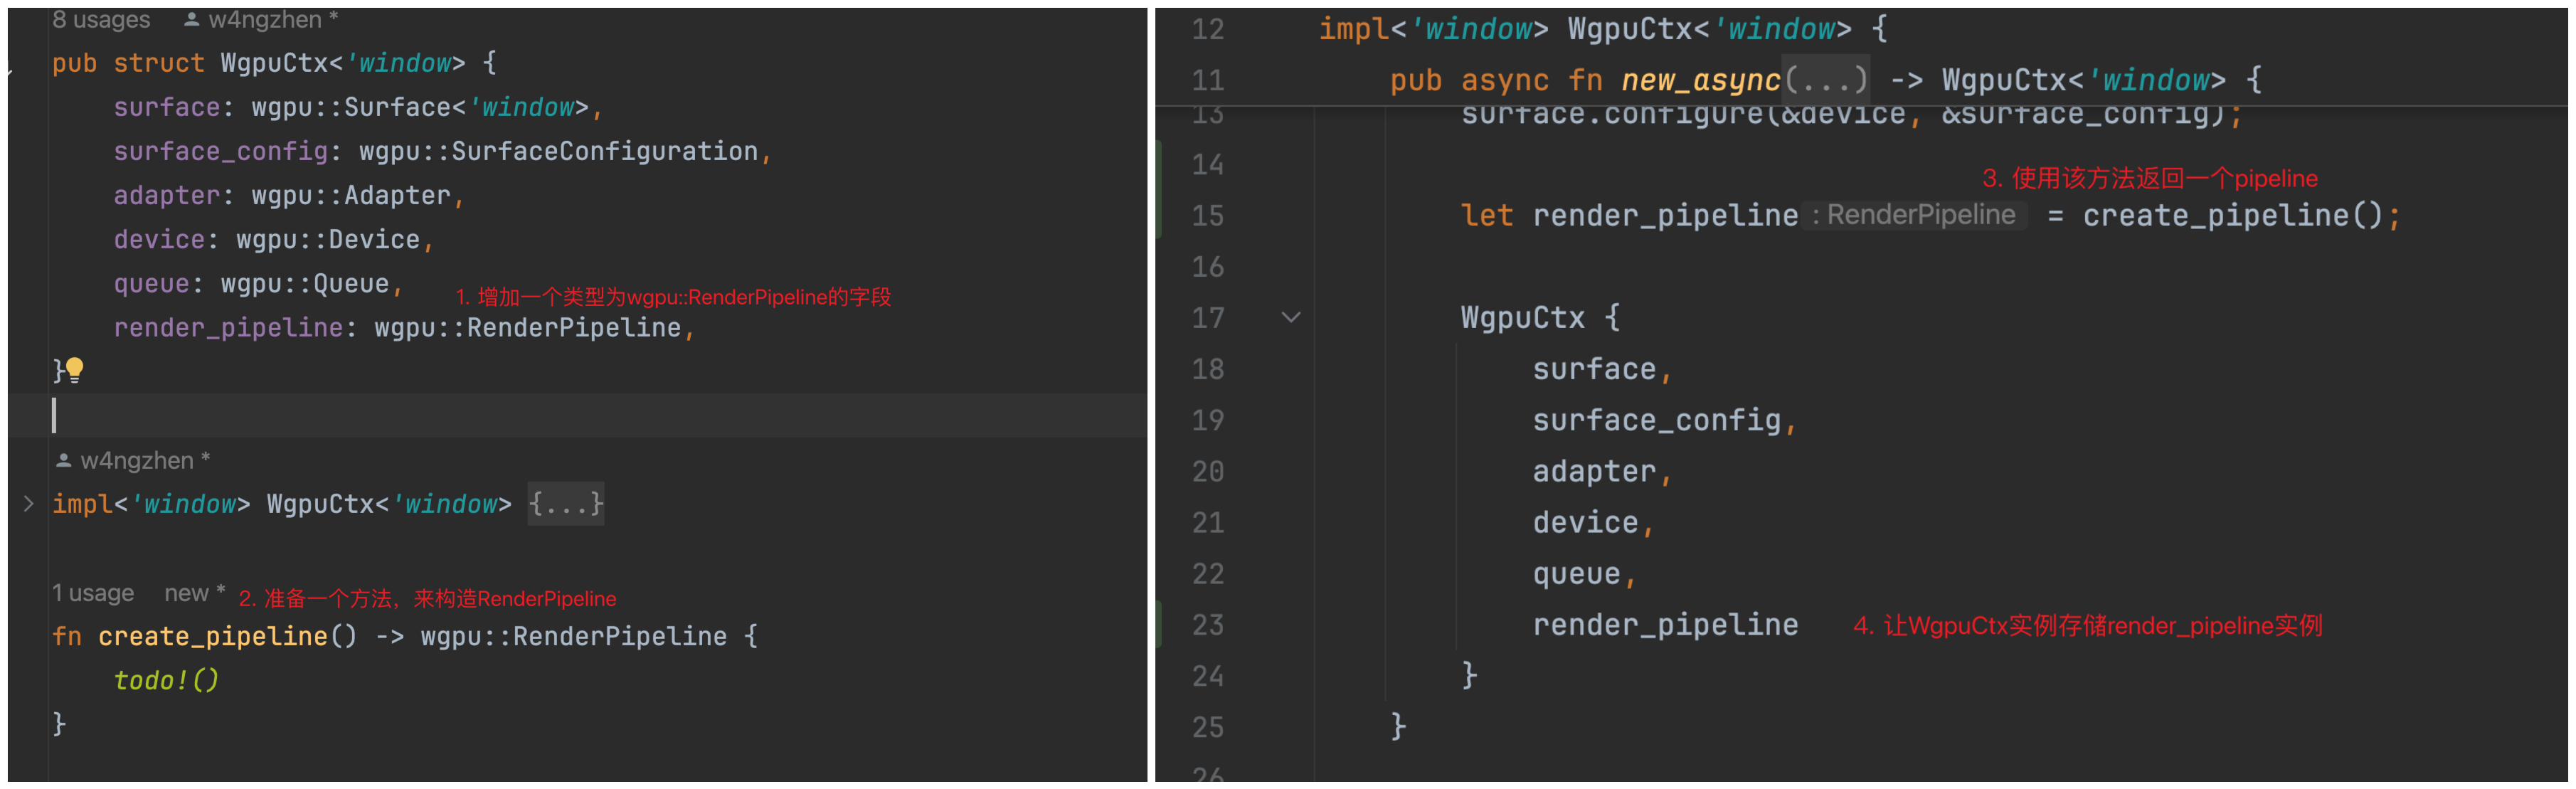 8 usages w4ngzhen *
pub struct WgpuCtx<'window> {
surface: wgpu::Surface<'window>,
surface_config: wgpu::SurfaceConfiguration,
adapter: wgpu::Adapter,
device: wgpu::Device,
queue: wgpu::Queue,
1. 增加一个类型为wgpu::RenderPipeline的字段
render_pipeline: wgpu::RenderPipeline,
}
w4ngzhen *
impl<'window> WgpuCtx<'window> {...}
1 usage new * 2. 准备一个方法，来构造RenderPipeline
fn create_pipeline() -> wgpu::RenderPipeline {
todo!()
}
12 impl<'window> WgpuCtx<'window> {
11 pub async fn new_async(...) -> WgpuCtx<'window> {
13 surface.configure(&device, &surface_config);
14
3. 使用该方法返回一个pipeline
15 let render_pipeline : RenderPipeline = create_pipeline();
16
17 WgpuCtx {
18 surface,
19 surface_config,
20 adapter,
21 device,
22 queue,
23 render_pipeline 4. 让WgpuCtx实例存储render_pipeline实例
24 }
25 }
26